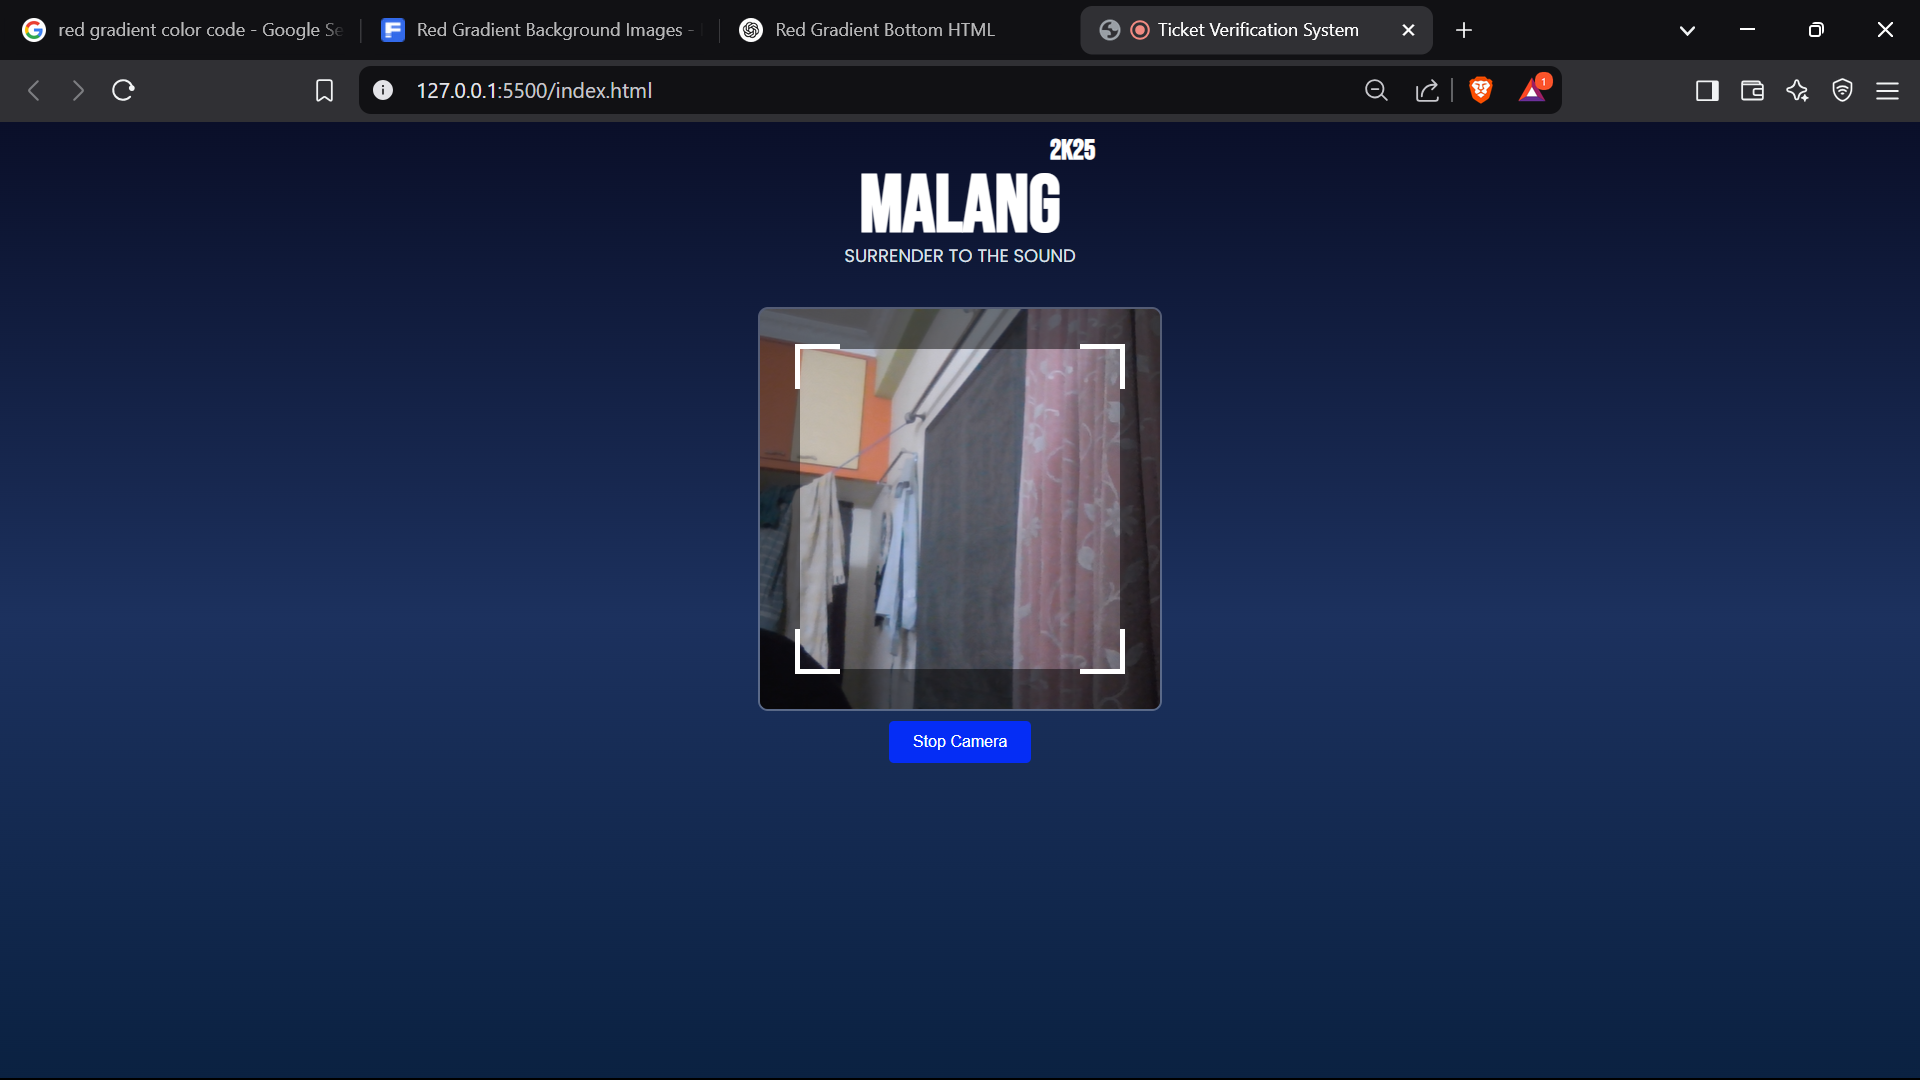 red gradient color code - Google Se
Red Gradient Background Images -
Red Gradient Bottom HTML
Ticket Verification System
127.0.0.1:5500/index.html
1
2K25
MALANG
SURRENDER TO THE SOUND
Stop Camera